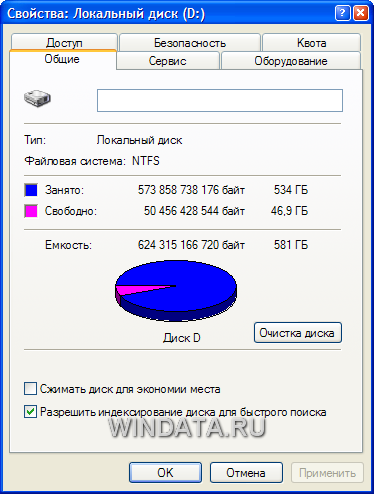 Свойства: Локальный диск (D:)
Доступ Безопасность Квота
Общие Сервис Оборудование
Тип: Локальный диск
Файловая система: NTFS
Занято: 573 858 738 176 байт 534 ГБ
Свободно: 50 456 428 544 байт 46,9 ГБ
Емкость: 624 315 166 720 байт 581 ГБ
Диск D
Очистка диска
Сжимать диск для экономии места
Разрешить индексирование диска для быстрого поиска
WINDATA.RU
OK Отмена Применить